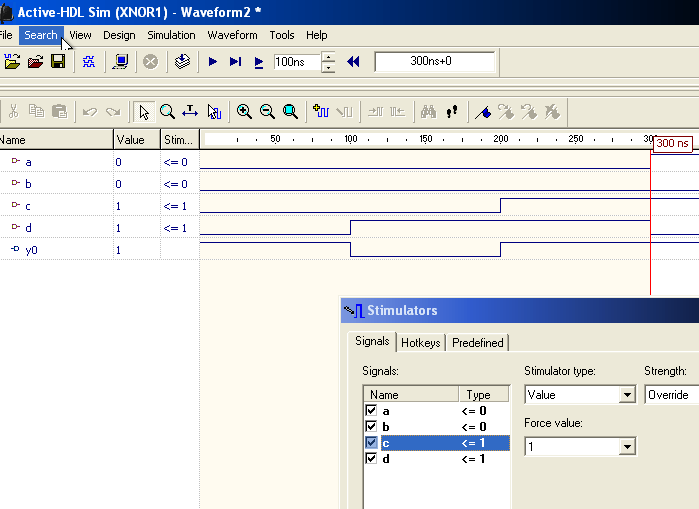 Active-HDL Sim (XNOR1) - Waveform2 *
File Search View Design Simulation Waveform Tools Help
100ns 300ns+0
Name Value Stim... 50 100 150 200 250
300 ns
a 0 <= 0
b 0 <= 0
c 1 <= 1
d 1 <= 1
y0 1
Stimulators
Signals Hotkeys Predefined
Signals: Stimulator type: Strength:
Name Type Value Override
a <= 0
b <= 0 Force value:
c <= 1 1
d <= 1